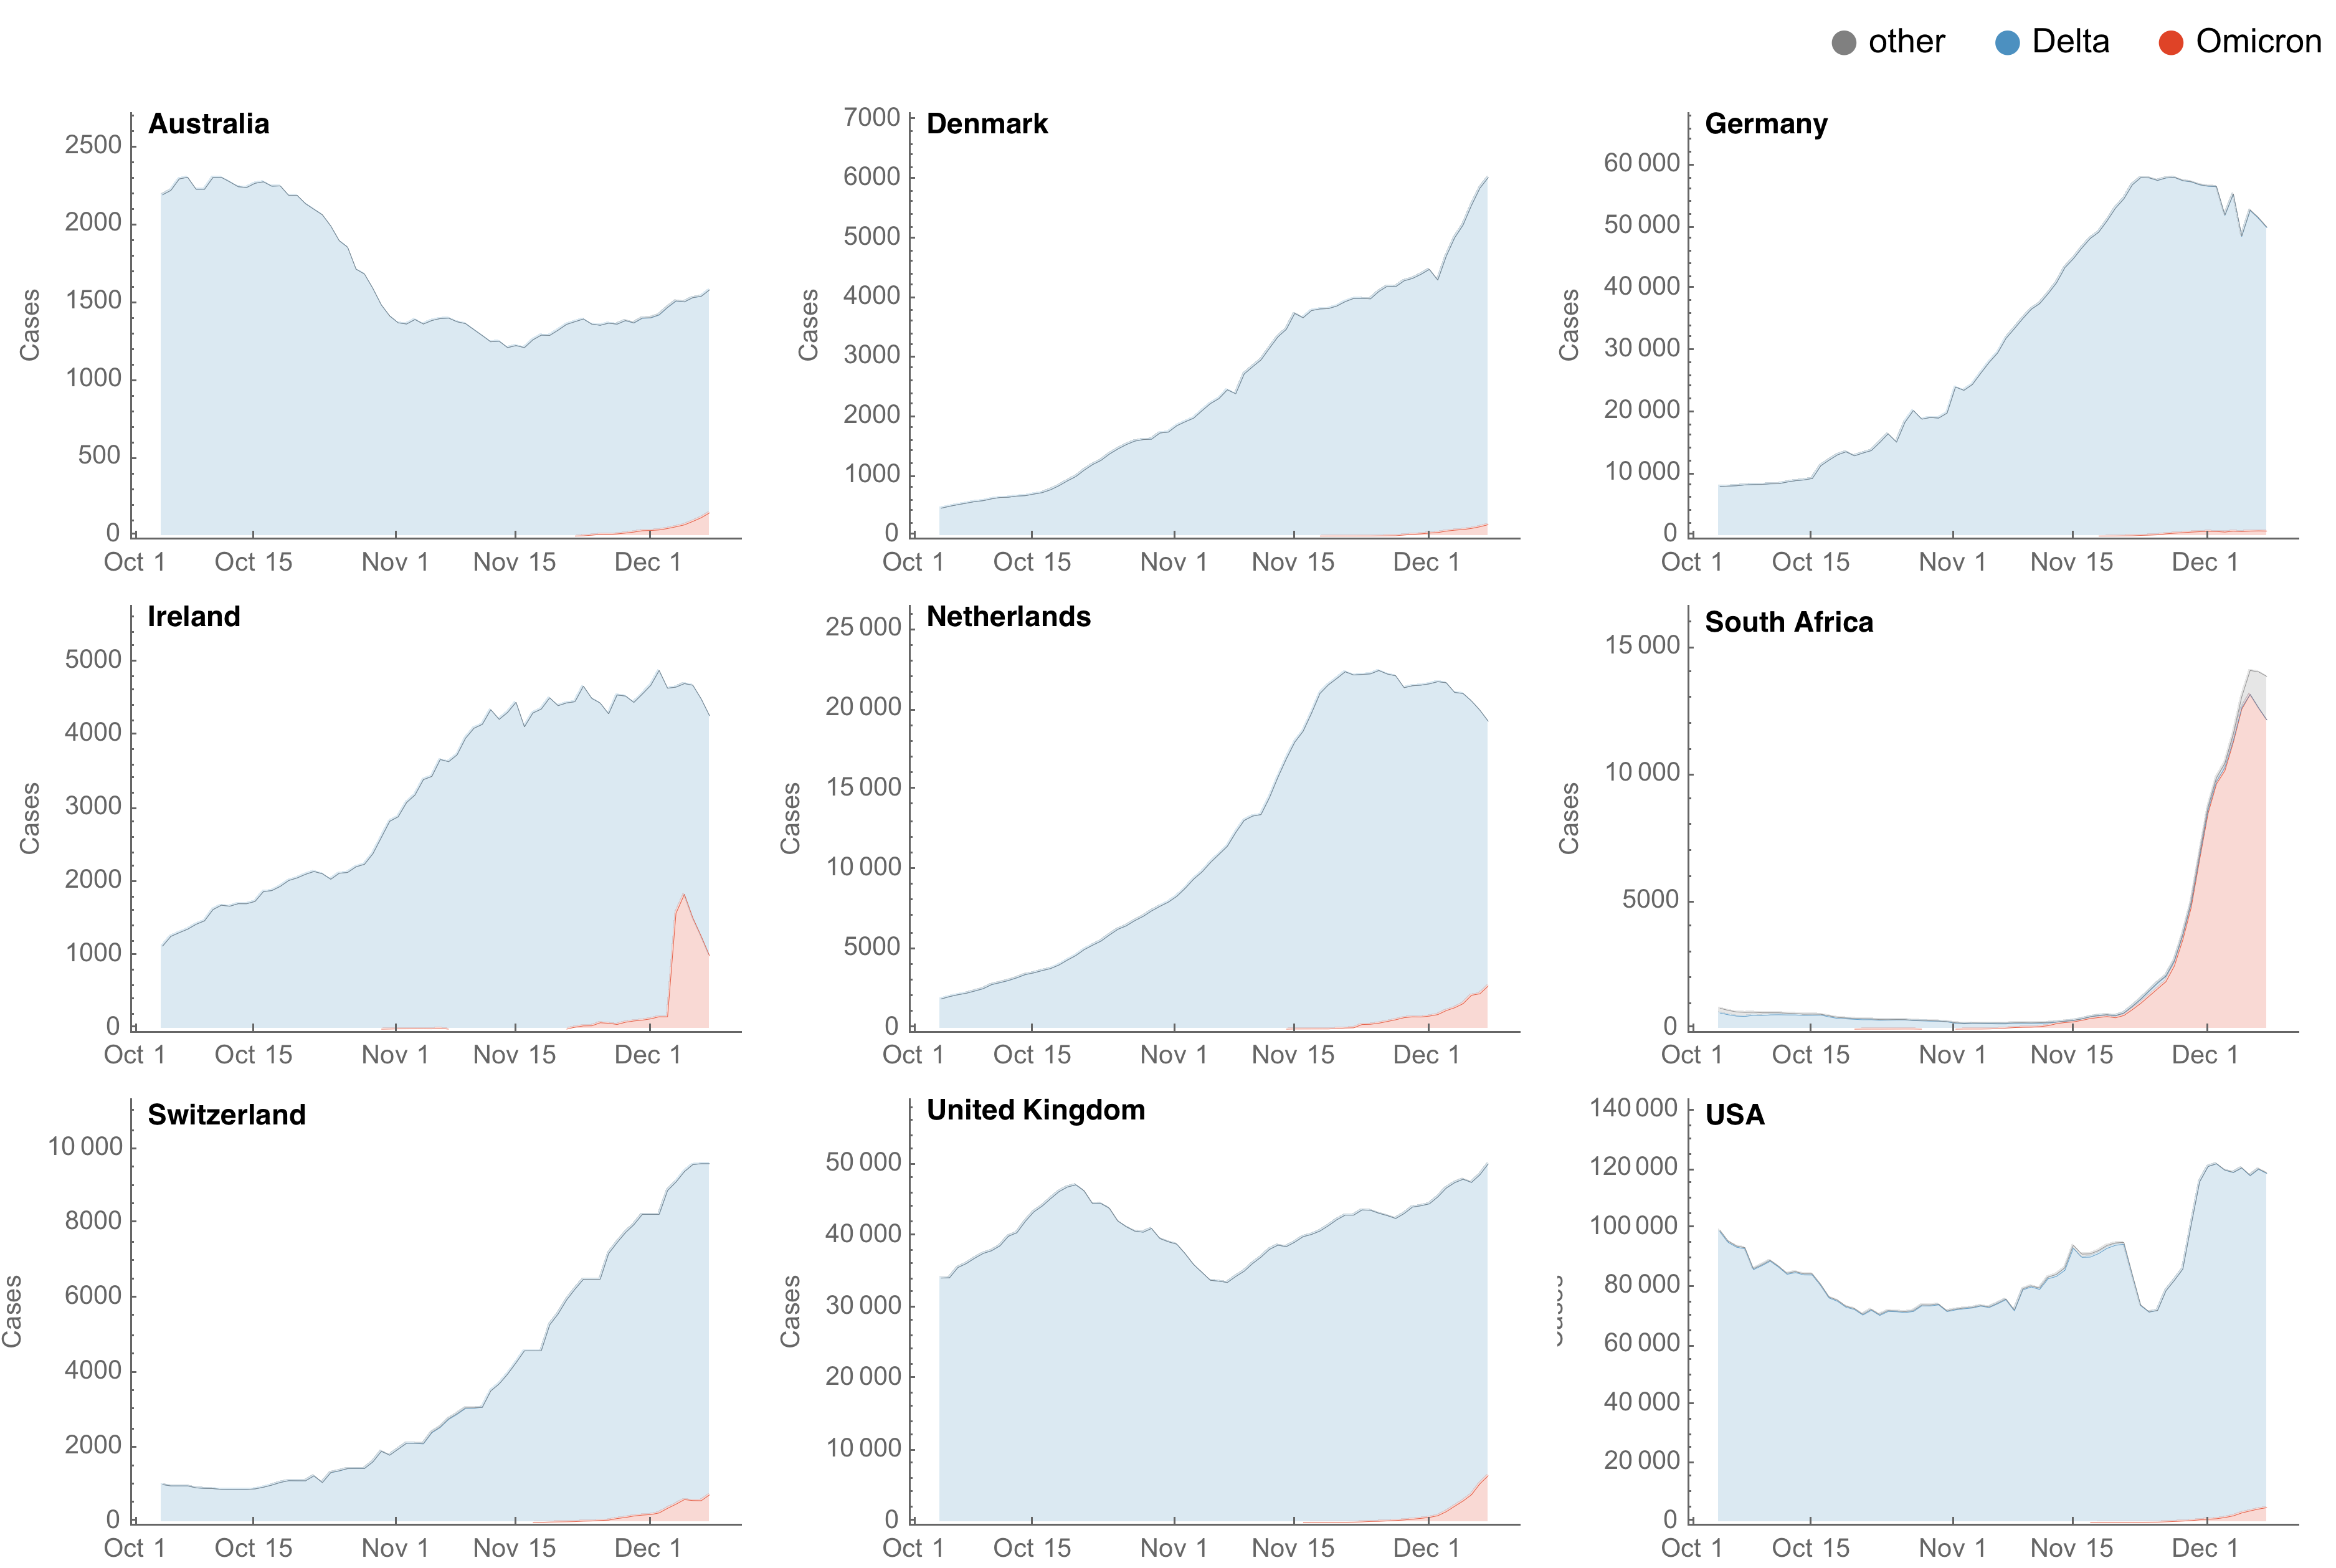 other Delta Omicron
Australia
Cases
2500
2000
1500
1000
500
0
Oct 1 Oct 15 Nov 1 Nov 15 Dec 1
Denmark
Cases
7000
6000
5000
4000
3000
2000
1000
0
Oct 1 Oct 15 Nov 1 Nov 15 Dec 1
Germany
Cases
60 000
50 000
40 000
30 000
20 000
10 000
0
Oct 1 Oct 15 Nov 1 Nov 15 Dec 1
Ireland
Cases
5000
4000
3000
2000
1000
0
Oct 1 Oct 15 Nov 1 Nov 15 Dec 1
Netherlands
Cases
25 000
20 000
15 000
10 000
5000
0
Oct 1 Oct 15 Nov 1 Nov 15 Dec 1
South Africa
Cases
15 000
10 000
5000
0
Oct 1 Oct 15 Nov 1 Nov 15 Dec 1
Switzerland
Cases
10 000
8000
6000
4000
2000
0
Oct 1 Oct 15 Nov 1 Nov 15 Dec 1
United Kingdom
Cases
50 000
40 000
30 000
20 000
10 000
0
Oct 1 Oct 15 Nov 1 Nov 15 Dec 1
USA
Cases
140 000
120 000
100 000
80 000
60 000
40 000
20 000
0
Oct 1 Oct 15 Nov 1 Nov 15 Dec 1